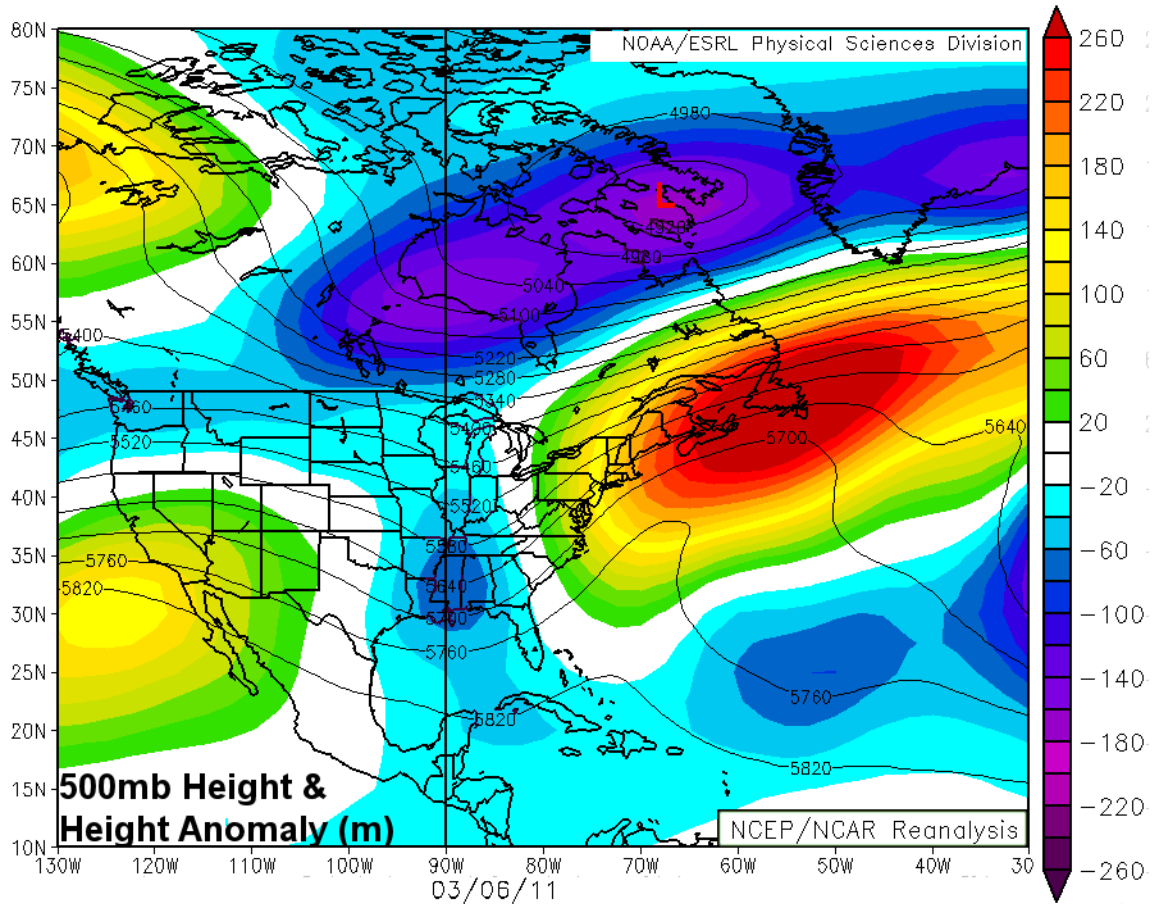 80N
75N
70N
65N
60N
55N
50N
45N
40N
35N
30N
25N
20N
15N
10N
NOAA/ESRL Physical Sciences Division
4980
L
4920
4980
5040
5100
5400
5220
5280
5340
5460
5400
5520
5700
5640
5460
5520
5760
5580
5820
5640
5700
5760
5760
5820
5820
500mb Height &
Height Anomaly (m)
NCEP/NCAR Reanalysis
130W 120W 110W 100W 90W 80W 70W 60W 50W 40W 30
03/06/11
260
220
180
140
100
60
20
-20
-60
-100
-140
-180
-220
-260